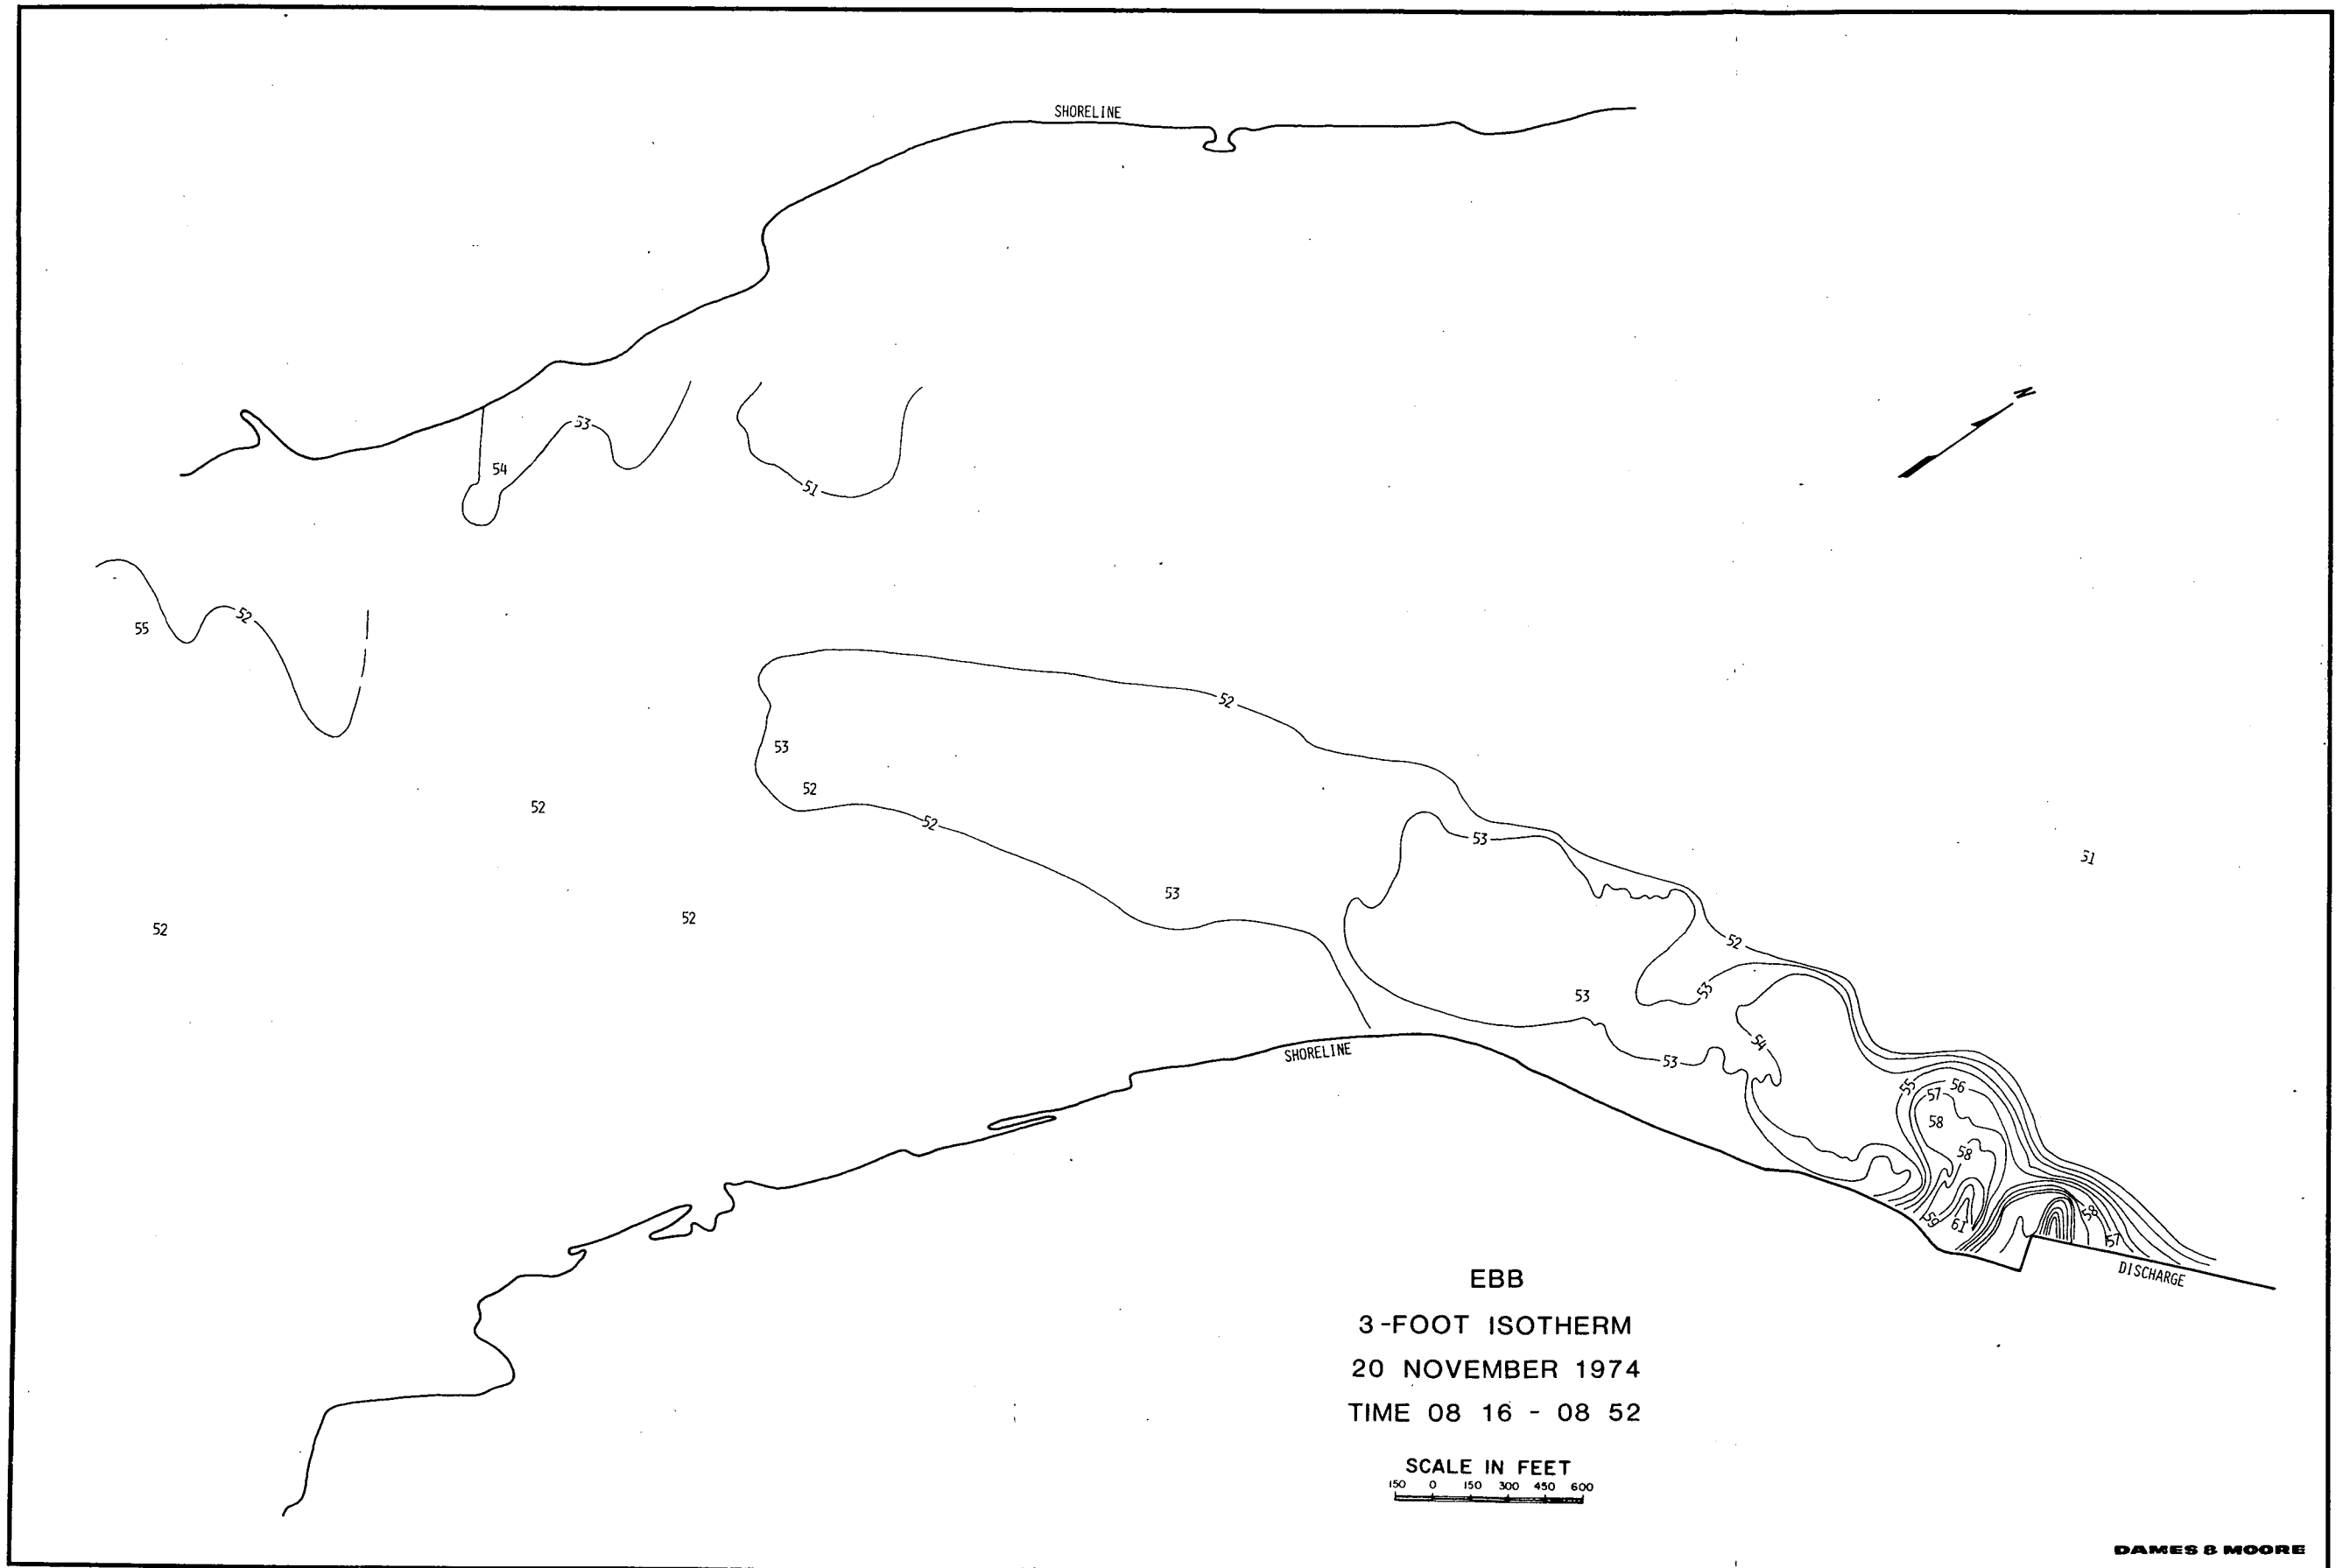 SHORELINE
N
53
54
51
52
55
52
53
52
52
52
53
51
53
52
52
52
53
53
53
54
53
55
56
57
58
58
59
61
58
57
SHORELINE
DISCHARGE
EBB
3-FOOT ISOTHERM
20 NOVEMBER 1974
TIME 08 16 - 08 52
SCALE IN FEET
150 0 150 300 450 600
DAMES & MOORE